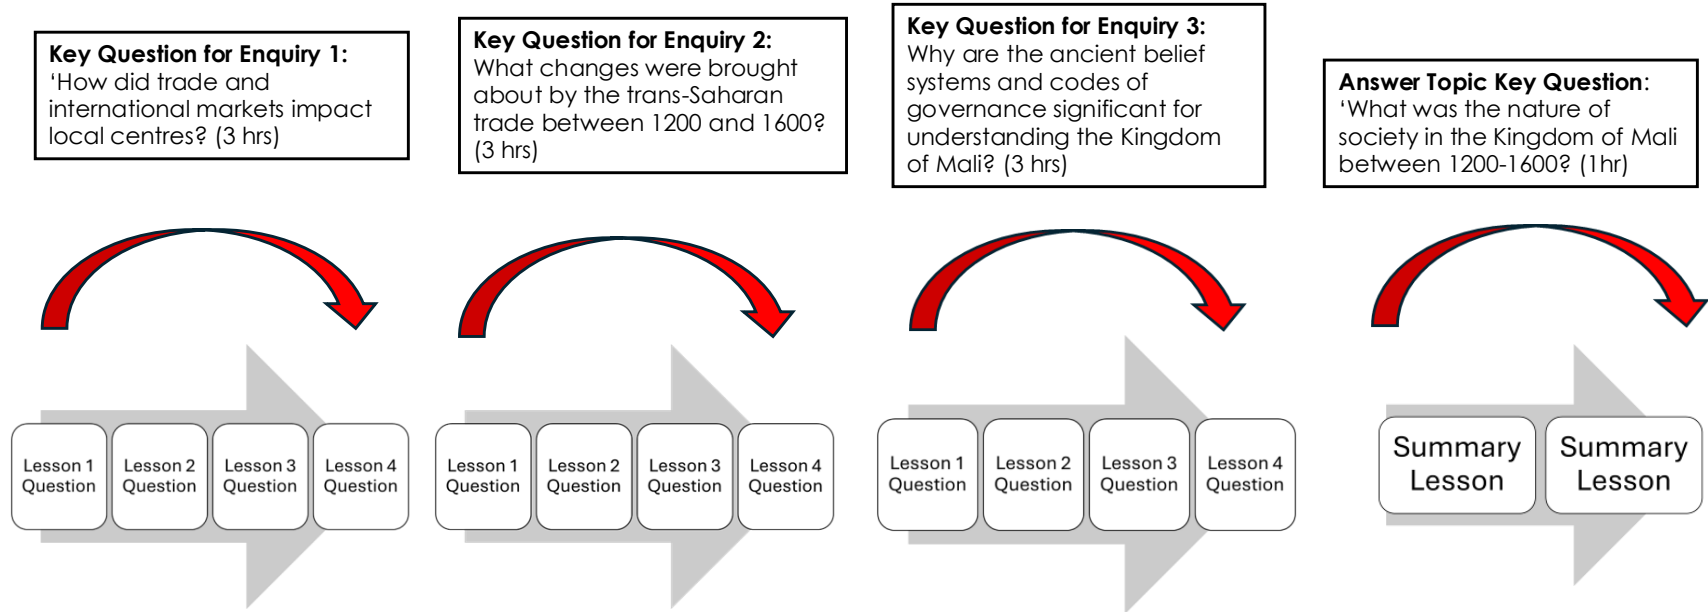 Key Question for Enquiry 1:
‘How did trade and
international markets impact
local centres? (3 hrs)
Key Question for Enquiry 2:
What changes were brought
about by the trans-Saharan
trade between 1200 and 1600?
(3 hrs)
Key Question for Enquiry 3:
Why are the ancient belief
systems and codes of
governance significant for
understanding the Kingdom
of Mali? (3 hrs)
Answer Topic Key Question:
‘What was the nature of
society in the Kingdom of Mali
between 1200-1600? (1hr)
Lesson 1
Question
Lesson 2
Question
Lesson 3
Question
Lesson 4
Question
Lesson 1
Question
Lesson 2
Question
Lesson 3
Question
Lesson 4
Question
Lesson 1
Question
Lesson 2
Question
Lesson 3
Question
Lesson 4
Question
Summary
Lesson
Summary
Lesson